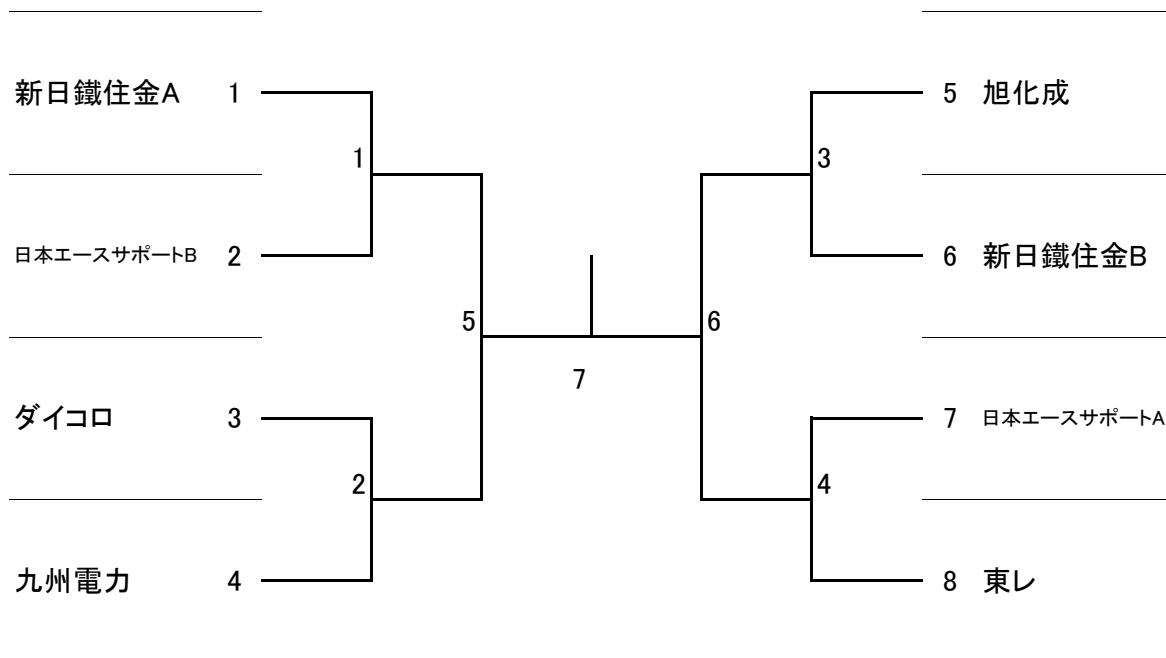 新日鐵住金A 1
5 旭化成
1
3
日本エースサポートB 2
6 新日鐵住金B
5
6
7
ダイコロ 3
7 日本エースサポートA
2
4
九州電力 4
8 東レ